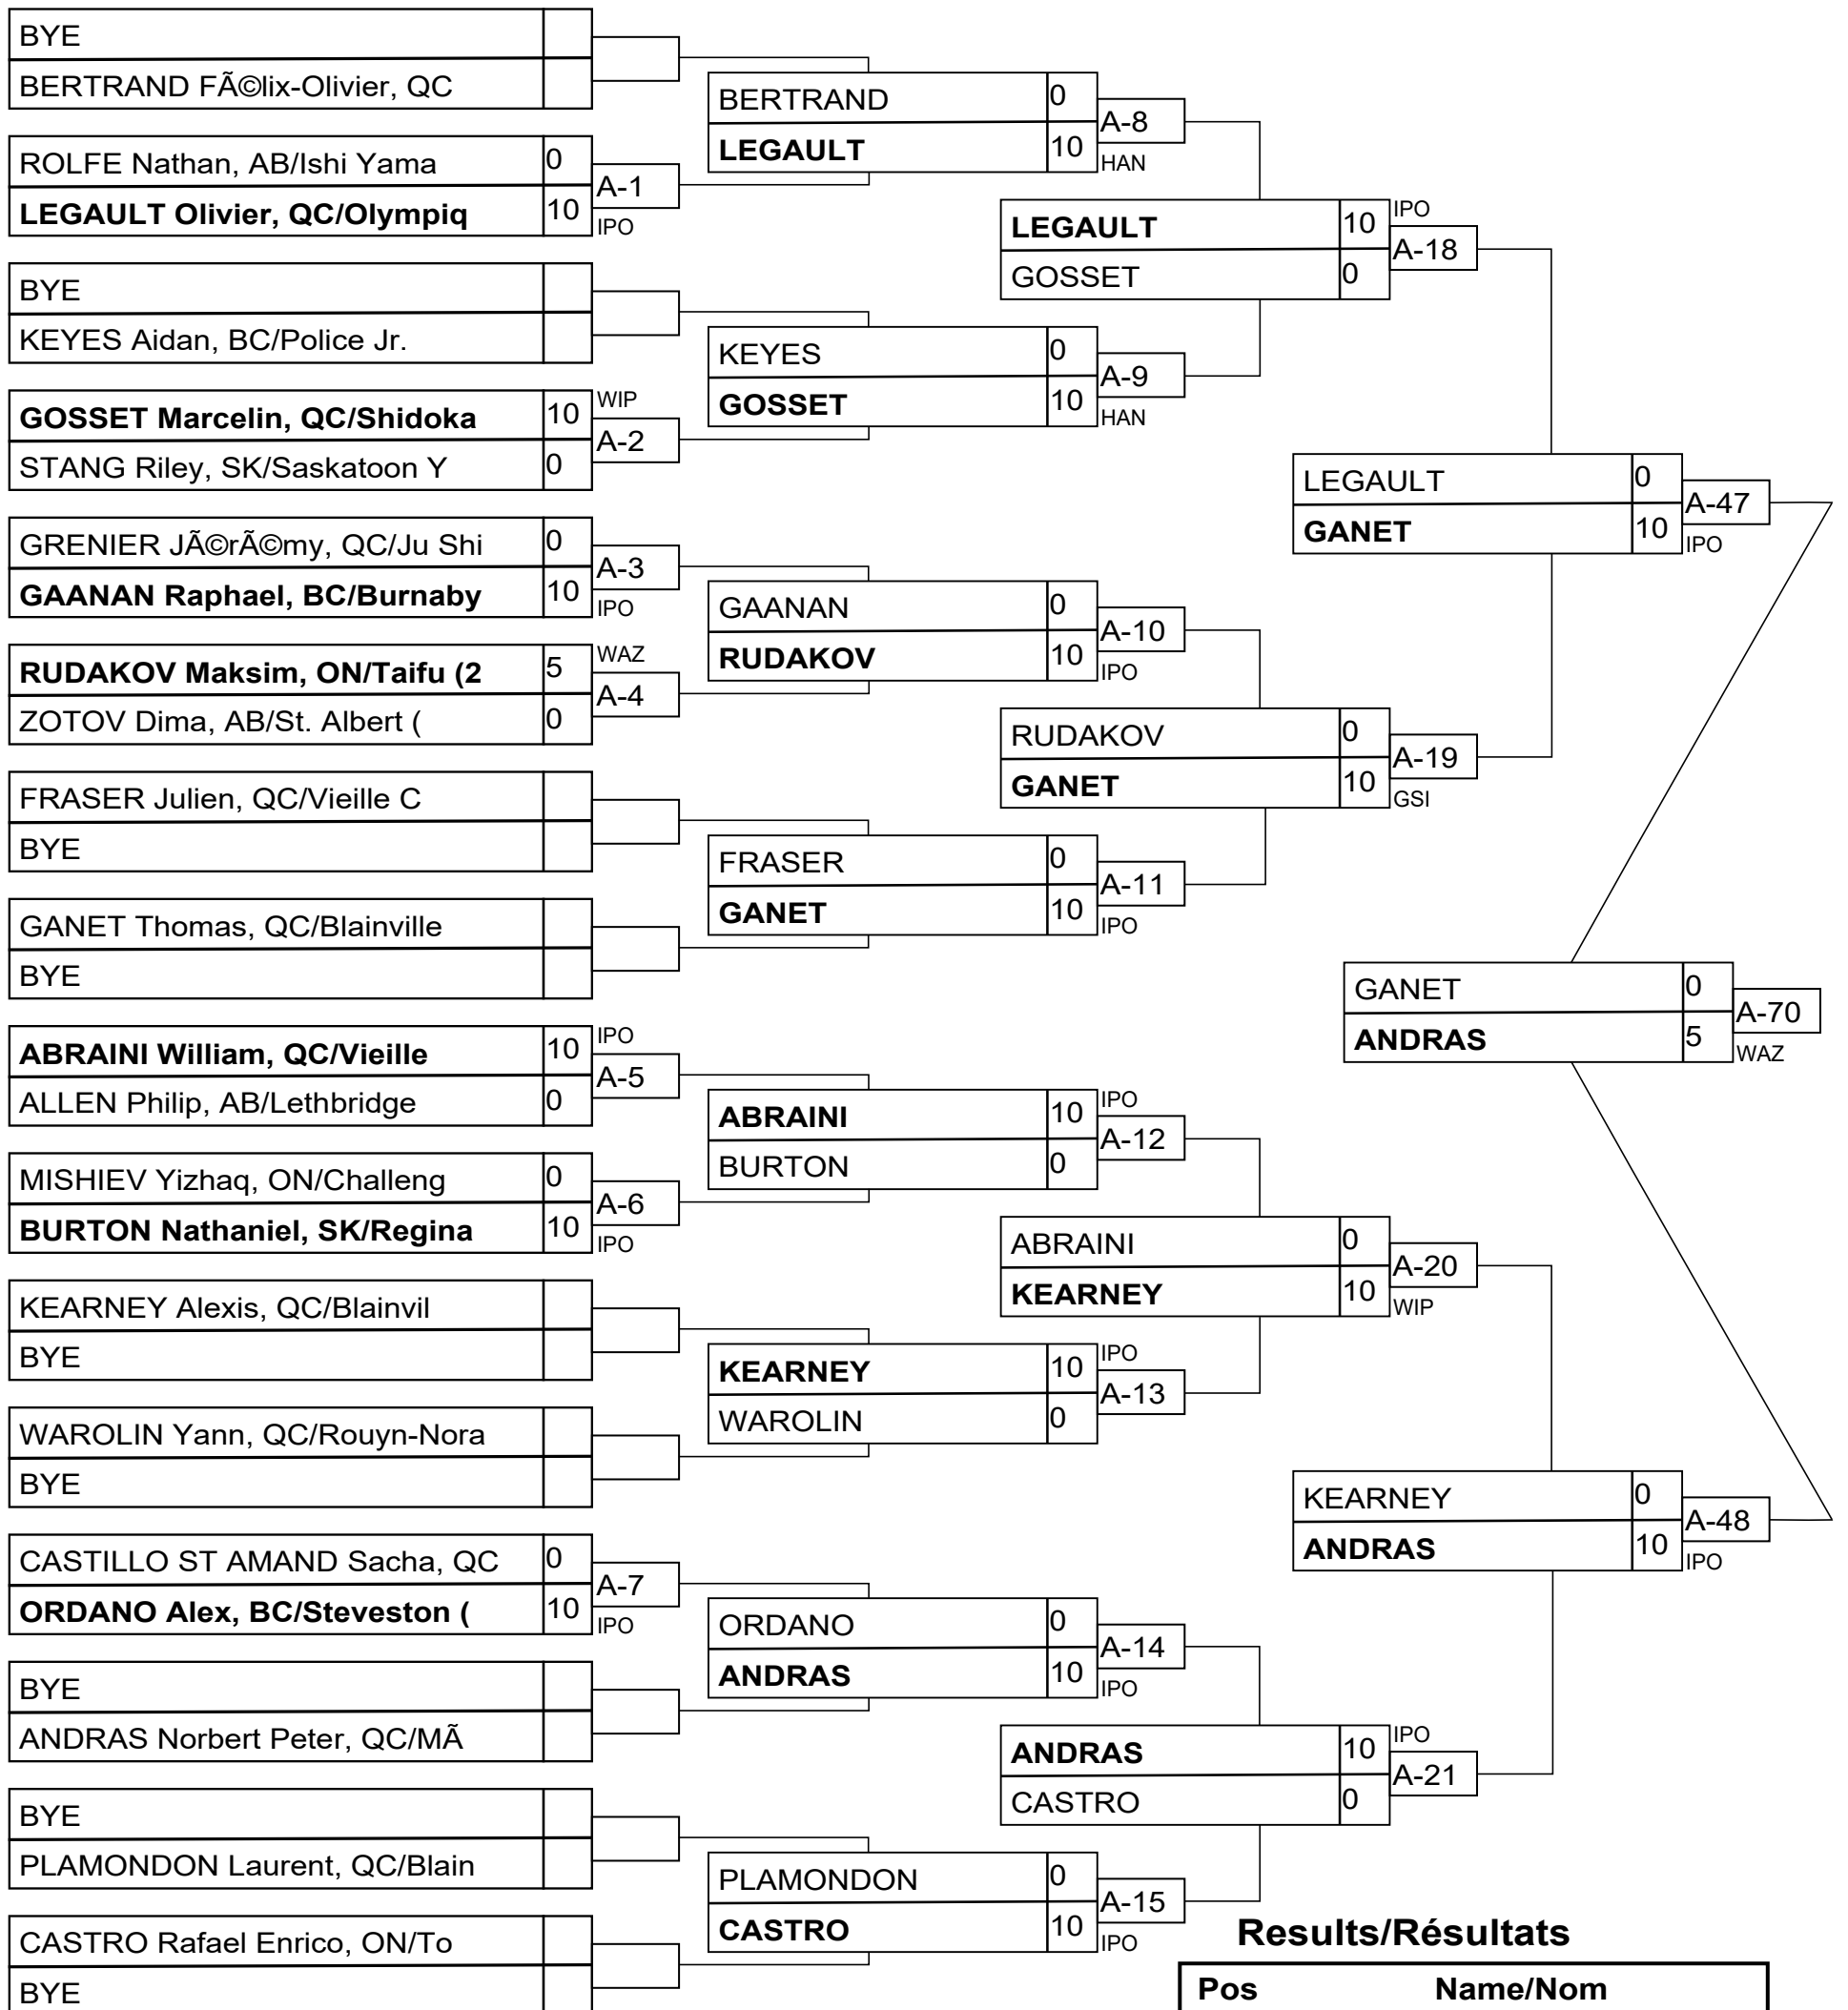 BYE
BERTRAND FÃ©lix-Olivier, QC
ROLFE Nathan, AB/Ishi Yama 0
A-1
LEGAULT Olivier, QC/Olympiq 10
IPO
BYE
KEYES Aidan, BC/Police Jr.
GOSSET Marcelin, QC/Shidoka 10
WIP
A-2
STANG Riley, SK/Saskatoon Y 0
GRENIER JÃ©rÃ©my, QC/Ju Shi 0
A-3
GAANAN Raphael, BC/Burnaby 10
IPO
RUDAKOV Maksim, ON/Taifu (2 5
WAZ
A-4
ZOTOV Dima, AB/St. Albert ( 0
FRASER Julien, QC/Vieille C
BYE
GANET Thomas, QC/Blainville
BYE
ABRAINI William, QC/Vieille 10
IPO
A-5
ALLEN Philip, AB/Lethbridge 0
MISHIEV Yizhaq, ON/Challeng 0
A-6
BURTON Nathaniel, SK/Regina 10
IPO
KEARNEY Alexis, QC/Blainvil
BYE
WAROLIN Yann, QC/Rouyn-Nora
BYE
CASTILLO ST AMAND Sacha, QC 0
A-7
ORDANO Alex, BC/Steveston ( 10
IPO
BYE
ANDRAS Norbert Peter, QC/MÃ
BYE
PLAMONDON Laurent, QC/Blain
CASTRO Rafael Enrico, ON/To
BYE
BERTRAND 0
A-8
LEGAULT 10
HAN
KEYES 0
A-9
GOSSET 10
HAN
GAANAN 0
A-10
RUDAKOV 10
IPO
FRASER 0
A-11
GANET 10
IPO
ABRAINI 10
IPO
A-12
BURTON 0
KEARNEY 10
IPO
A-13
WAROLIN 0
ORDANO 0
A-14
ANDRAS 10
IPO
PLAMONDON 0
A-15
CASTRO 10
IPO
LEGAULT 10
IPO
A-18
GOSSET 0
RUDAKOV 0
A-19
GANET 10
GSI
ABRAINI 0
A-20
KEARNEY 10
WIP
ANDRAS 10
IPO
A-21
CASTRO 0
LEGAULT 0
A-47
GANET 10
IPO
KEARNEY 0
A-48
ANDRAS 10
IPO
GANET 0
A-70
ANDRAS 5
WAZ
Results/Résultats
Pos Name/Nom